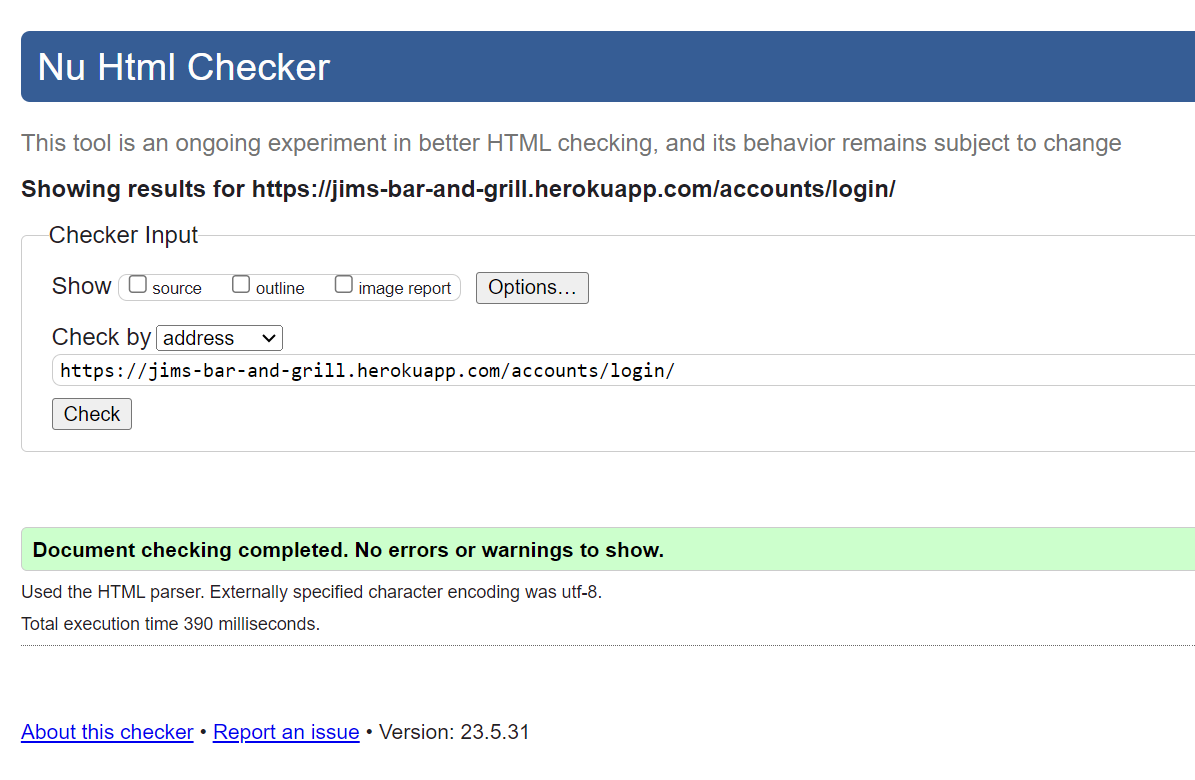 Nu Html Checker
This tool is an ongoing experiment in better HTML checking, and its behavior remains subject to change
Showing results for https://jims-bar-and-grill.herokuapp.com/accounts/login/
Checker Input
Show source outline image report Options...
Check by address
https://jims-bar-and-grill.herokuapp.com/accounts/login/
Check
Document checking completed. No errors or warnings to show.
Used the HTML parser. Externally specified character encoding was utf-8.
Total execution time 390 milliseconds.
About this checker • Report an issue • Version: 23.5.31